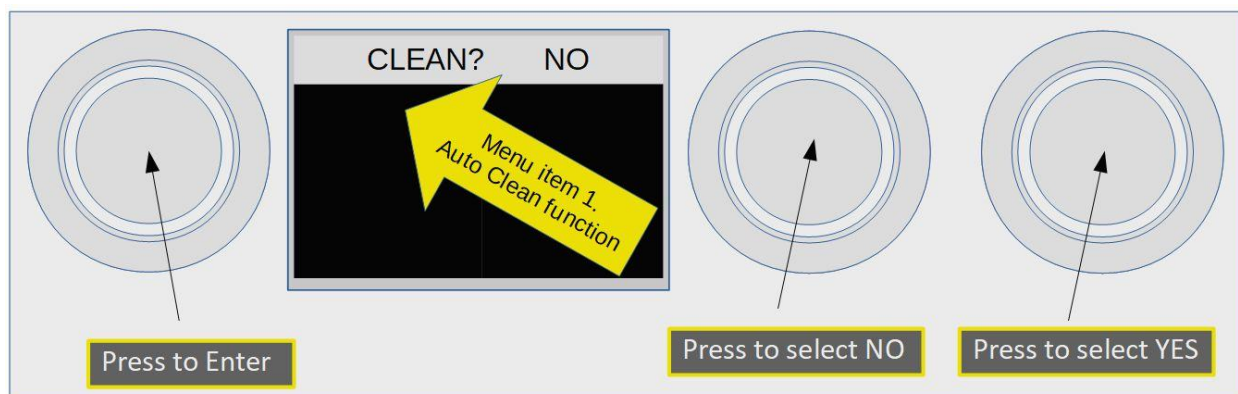 CLEAN? NO
Menu item 1.
Auto Clean function
Press to Enter
Press to select NO
Press to select YES